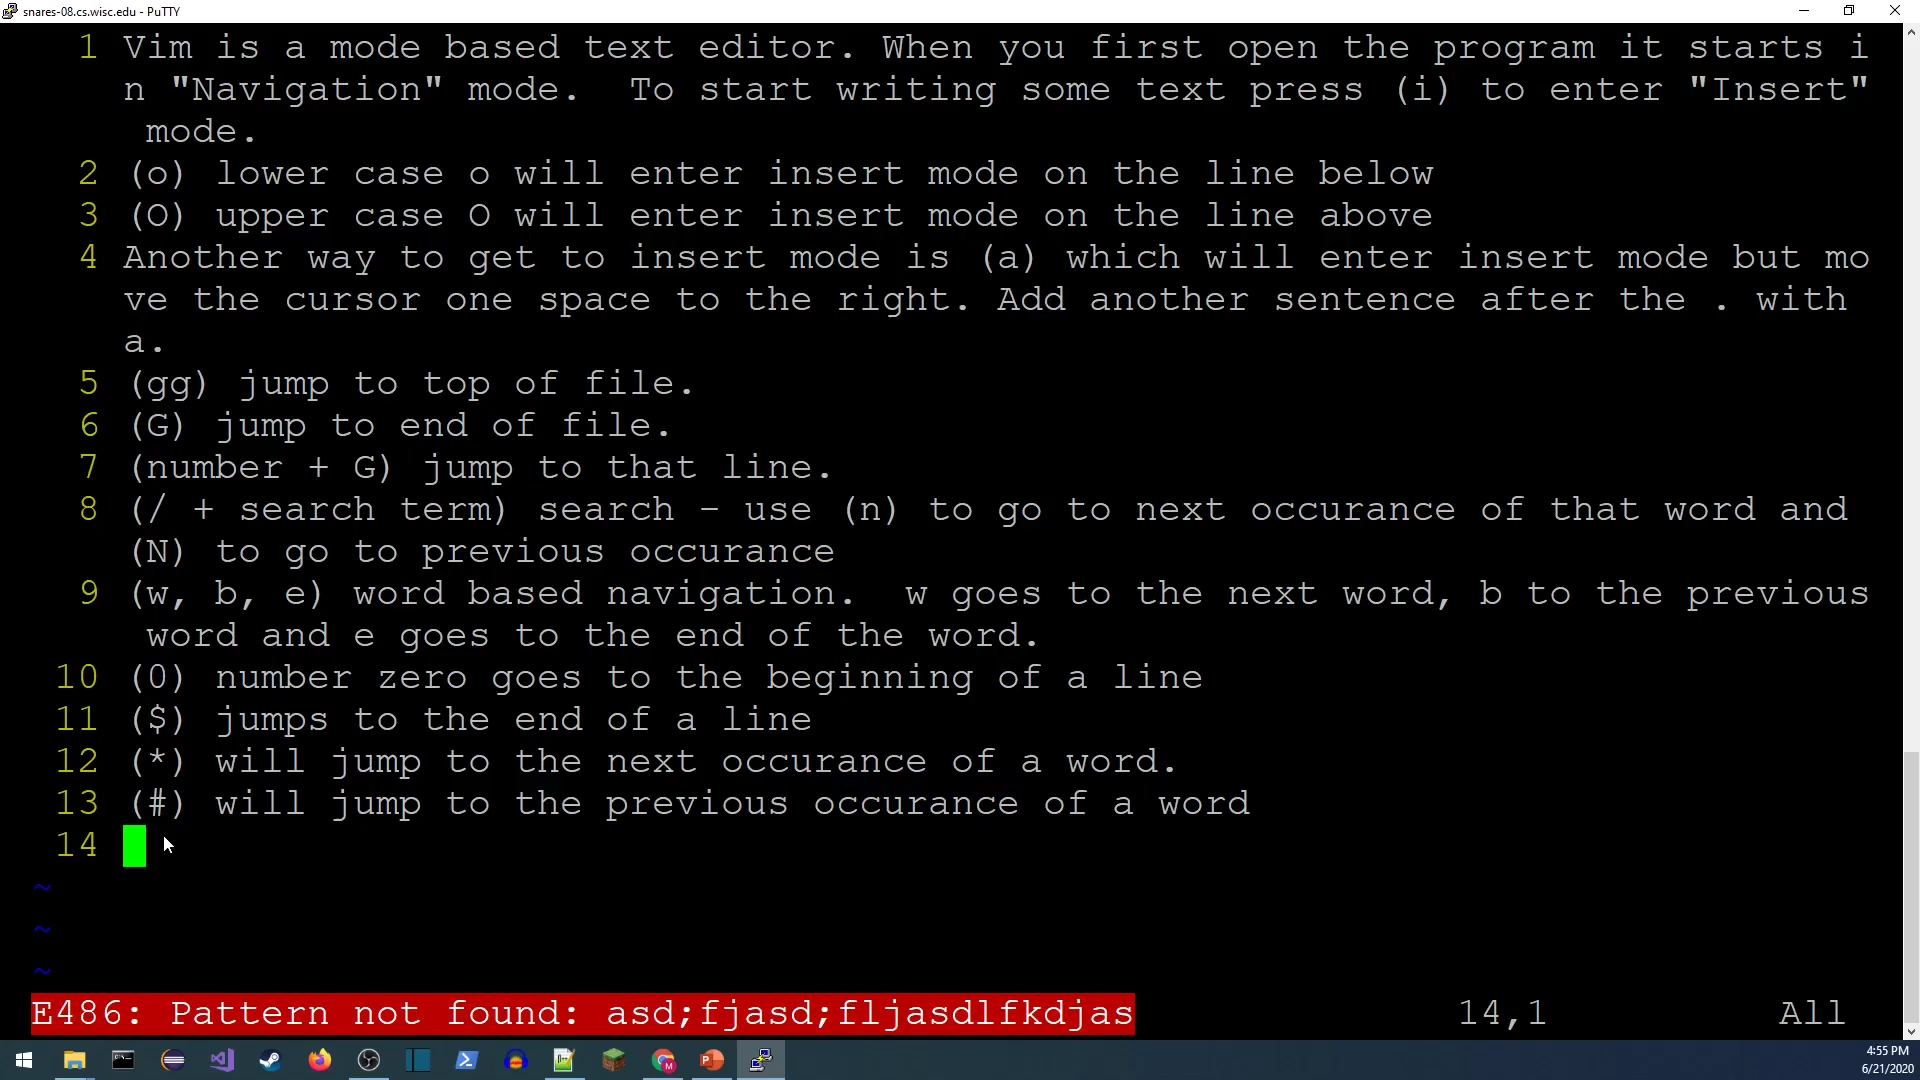 snares-08.cs.wisc.edu - PuTTY
1 Vim is a mode based text editor. When you first open the program it starts i
n "Navigation" mode.  To start writing some text press (i) to enter "Insert"
mode.
2 (o) lower case o will enter insert mode on the line below
3 (O) upper case O will enter insert mode on the line above
4 Another way to get to insert mode is (a) which will enter insert mode but mo
ve the cursor one space to the right. Add another sentence after the . with
a.
5 (gg) jump to top of file.
6 (G) jump to end of file.
7 (number + G) jump to that line.
8 (/ + search term) search - use (n) to go to next occurance of that word and
(N) to go to previous occurance
9 (w, b, e) word based navigation.  w goes to the next word, b to the previous
word and e goes to the end of the word.
10 (0) number zero goes to the beginning of a line
11 ($) jumps to the end of a line
12 (*) will jump to the next occurance of a word.
13 (#) will jump to the previous occurance of a word
14
~
~
~
E486: Pattern not found: asd;fjasd;fljasdlfkdjas 14,1 All
4:55 PM
6/21/2020